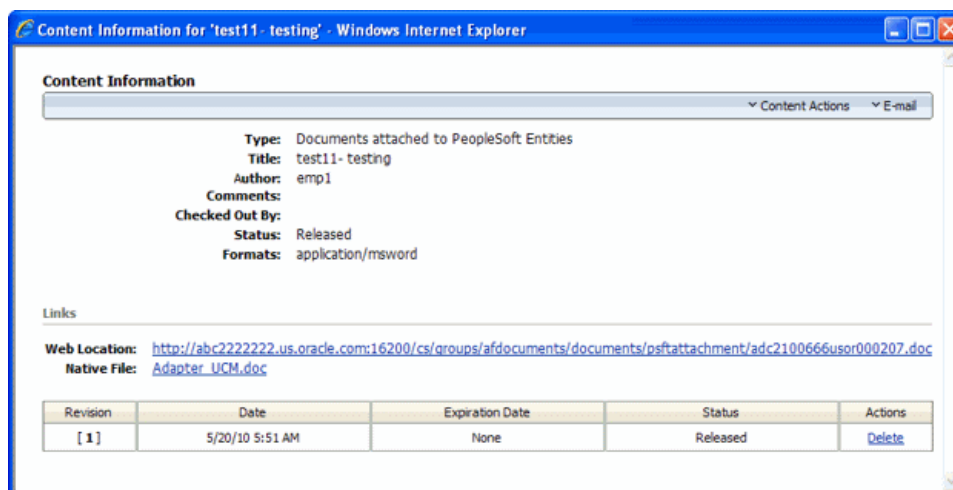 Content Information for 'test11- testing' - Windows Internet Explorer
Content Information
Content Actions E-mail
Type: Documents attached to PeopleSoft Entities
Title: test11- testing
Author: emp1
Comments:
Checked Out By:
Status: Released
Formats: application/msword
Links
Web Location: http://abc2222222.us.oracle.com:16200/cs/groups/afdocuments/documents/psftattachment/adc2100666usor000207.doc
Native File: Adapter_UCM.doc
Revision Date Expiration Date Status Actions
[ 1 ] 5/20/10 5:51 AM None Released Delete